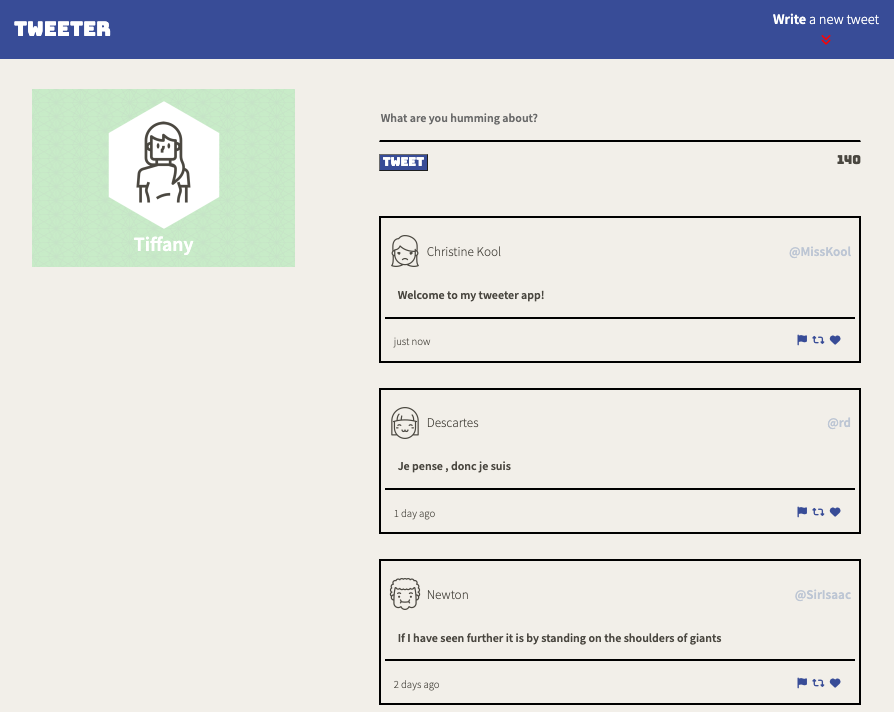 TWEETER
Write a new tweet
Tiffany
What are you humming about?
TWEET
140
Christine Kool
@MissKool
Welcome to my tweeter app!
just now
Descartes
@rd
Je pense , donc je suis
1 day ago
Newton
@SirIsaac
If I have seen further it is by standing on the shoulders of giants
2 days ago